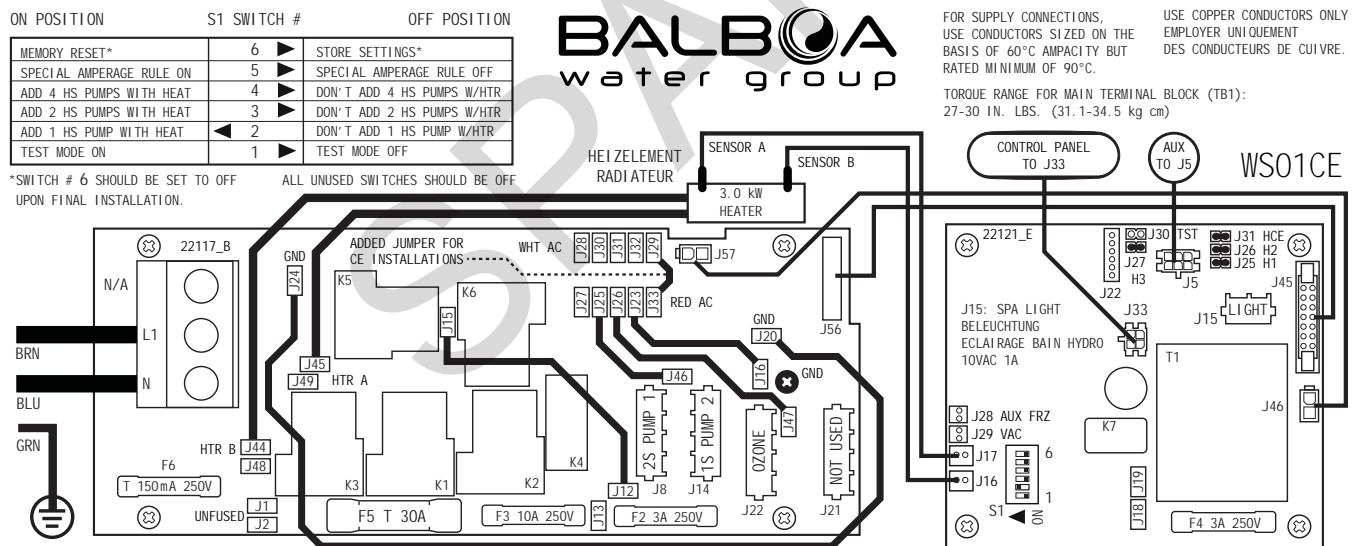 ON POSITION S1 SWITCH # OFF POSITION
MEMORY RESET* 6 ▶ STORE SETTINGS*
SPECIAL AMPERAGE RULE ON 5 ▶ SPECIAL AMPERAGE RULE OFF
ADD 4 HS PUMPS WITH HEAT 4 ▶ DON'T ADD 4 HS PUMPS W/HTR
ADD 2 HS PUMPS WITH HEAT 3 ▶ DON'T ADD 2 HS PUMPS W/HTR
ADD 1 HS PUMP WITH HEAT ◀ 2 DON'T ADD 1 HS PUMP W/HTR
TEST MODE ON 1 ▶ TEST MODE OFF
*SWITCH # 6 SHOULD BE SET TO OFF
UPON FINAL INSTALLATION.
ALL UNUSED SWITCHES SHOULD BE OFF
BALBOA
water group
FOR SUPPLY CONNECTIONS,
USE CONDUCTORS SIZED ON THE
BASIS OF 60°C AMPACITY BUT
RATED MINIMUM OF 90°C.
USE COPPER CONDUCTORS ONLY
EMPLOYER UNIQUEMENT
DES CONDUCTEURS DE CUIVRE.
TORQUE RANGE FOR MAIN TERMINAL BLOCK (TB1):
27-30 IN. LBS. (31.1-34.5 kg cm)
SPA
HEIZELEMENT
RADIATEUR
SENSOR A
SENSOR B
3.0 kW
HEATER
CONTROL PANEL
TO J33
AUX
TO J5
WS01CE
22117_B
N/A
L1
N
BRN
BLU
GRN
GND
J24
ADDED JUMPER FOR
CE INSTALLATIONS
K5
K6
J15
WHT AC
J28
J30
J31
J32
J29
J27
J25
J26
J23
J33
RED AC
J57
J56
GND
J20
J16
GND
J45
J49
HTR A
HTR B
J44
J48
F6
T 150mA 250V
UNFUSED
J1
J2
K3
K1
K2
K4
F5 T 30A
F3 10A 250V
J12
J13
F2 3A 250V
J46
J47
2S PUMP 1
J8
1S PUMP 2
J14
OZONE
J22
NOT USED
J21
22121_E
J22
J30 TST
J27
H3
J5
J31 HCE
J26 H2
J25 H1
J45
J33
J15
LIGHT
J15: SPA LIGHT
BELEUCHTUNG
ECLAIRAGE BAIN HYDRO
10VAC 1A
T1
K7
J46
J28 AUX FRZ
J29 VAC
J17
J16
6
1
S1
ON
J19
J18
F4 3A 250V